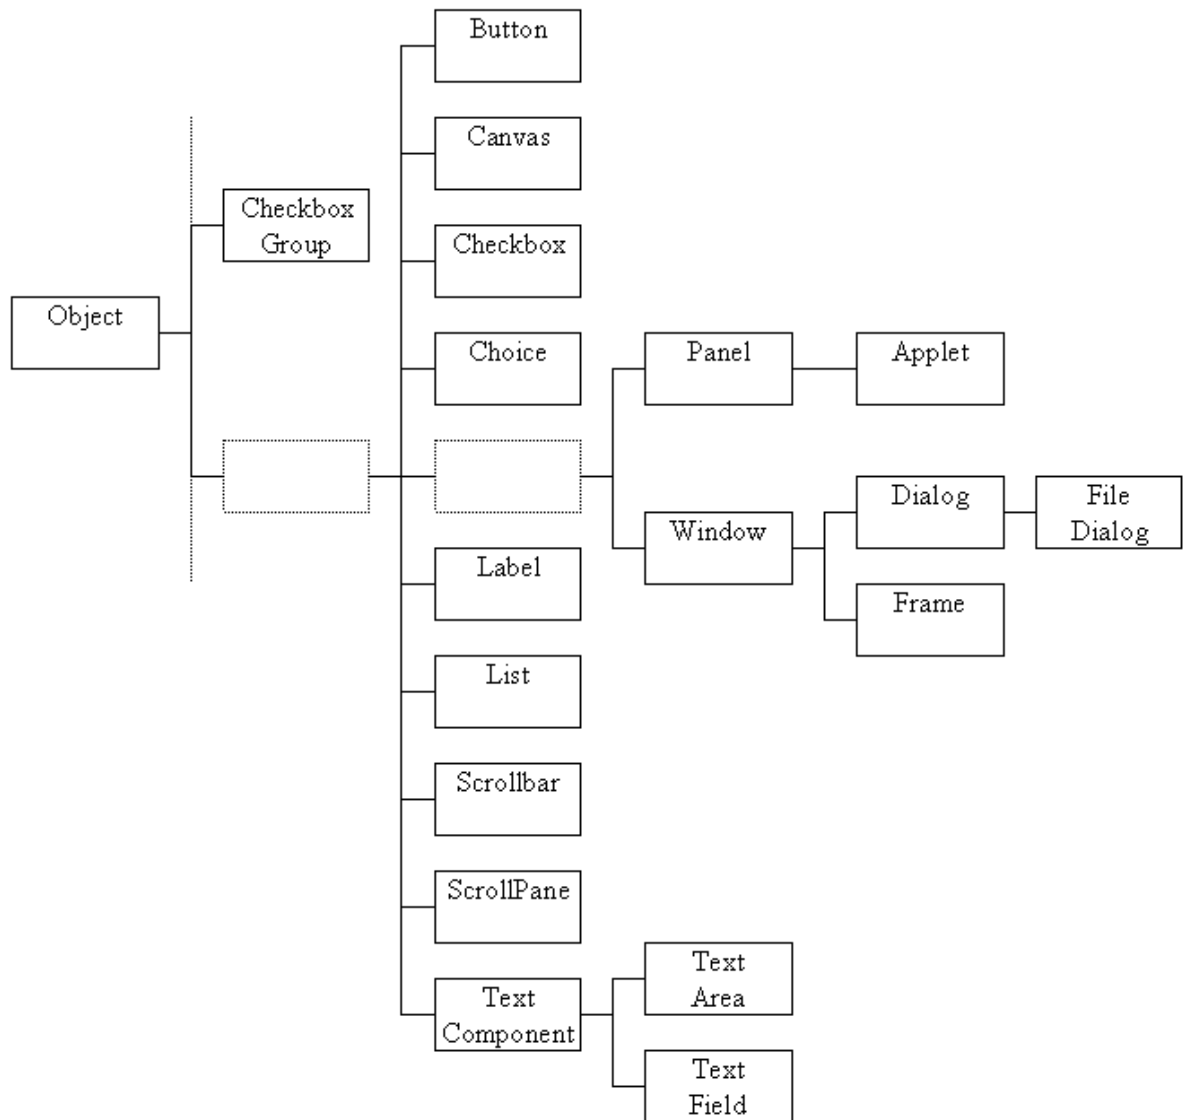 Button
Canvas
Checkbox
Group
Checkbox
Object
Choice
Panel
Applet
Dialog
File
Dialog
Window
Label
Frame
List
Scrollbar
ScrollPane
Text
Component
Text
Area
Text
Field